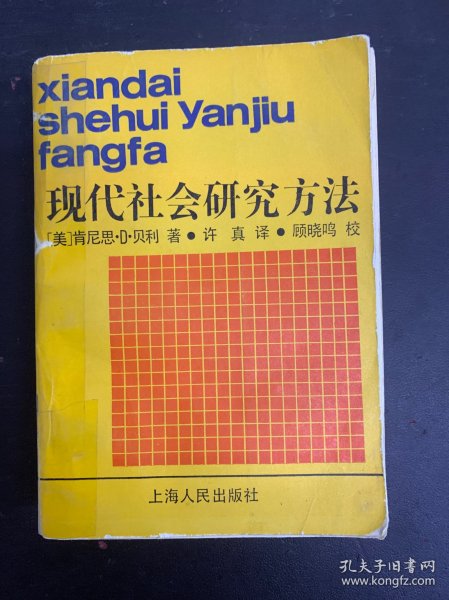 xiandai
shehui yanjiu
fangfa
现代社会研究方法
[美]肯尼思·D·贝利 著●许 真 译●顾晓鸣 校
上海人民出版社
孔夫子旧书网
www.kongfz.com